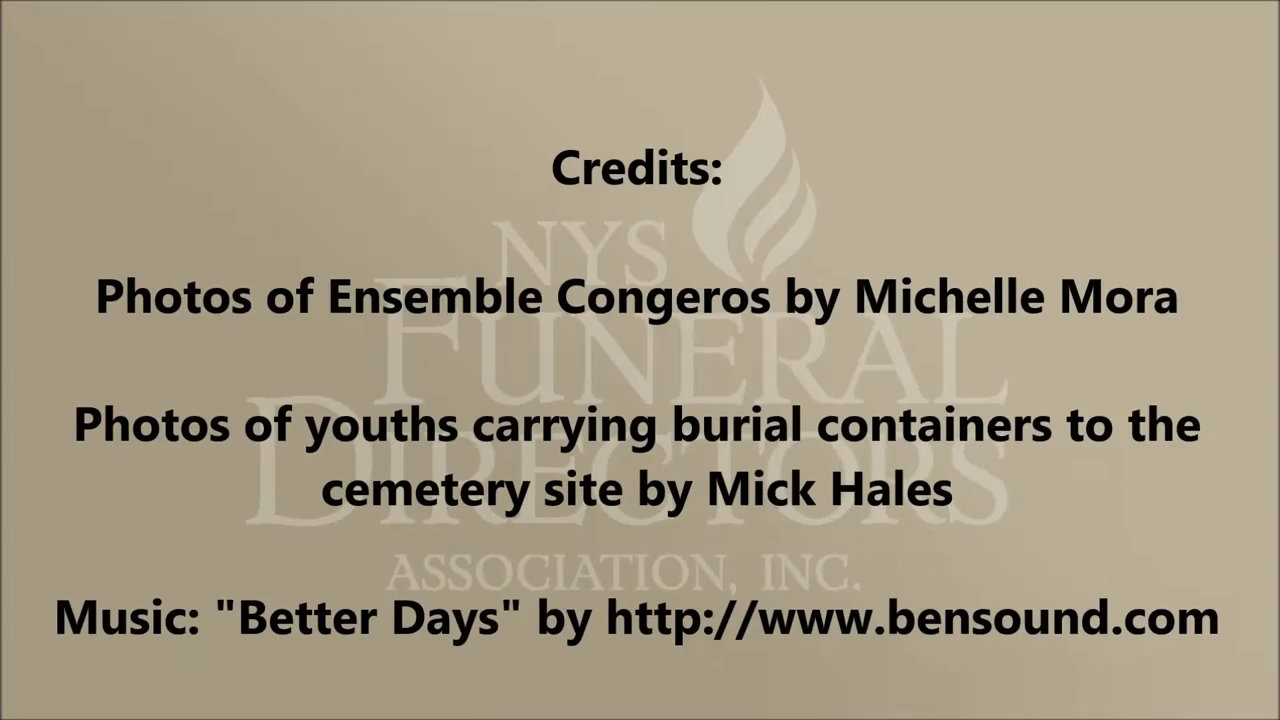 Credits:
NYS
Photos of Ensemble Congeros by Michelle Mora
FUNERAL
Photos of youths carrying burial containers to the
cemetery site by Mick Hales
DIRECTORS
ASSOCIATION, INC.
Music: "Better Days" by http://www.bensound.com